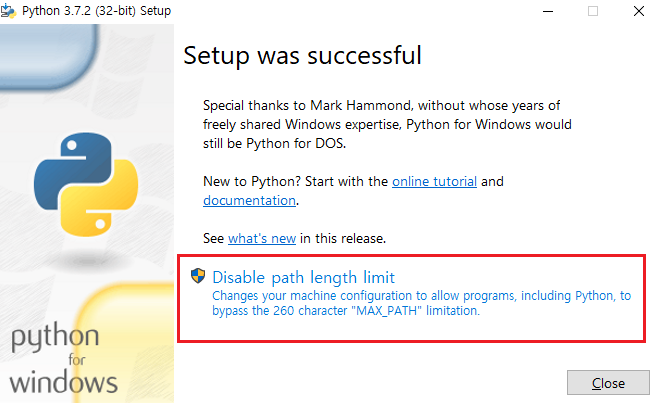 Python 3.7.2 (32-bit) Setup
Setup was successful
Special thanks to Mark Hammond, without whose years of
freely shared Windows expertise, Python for Windows would
still be Python for DOS.
New to Python? Start with the online tutorial and
documentation.
See what's new in this release.
Disable path length limit
Changes your machine configuration to allow programs, including Python, to
bypass the 260 character "MAX_PATH" limitation.
python
for
windows
Close